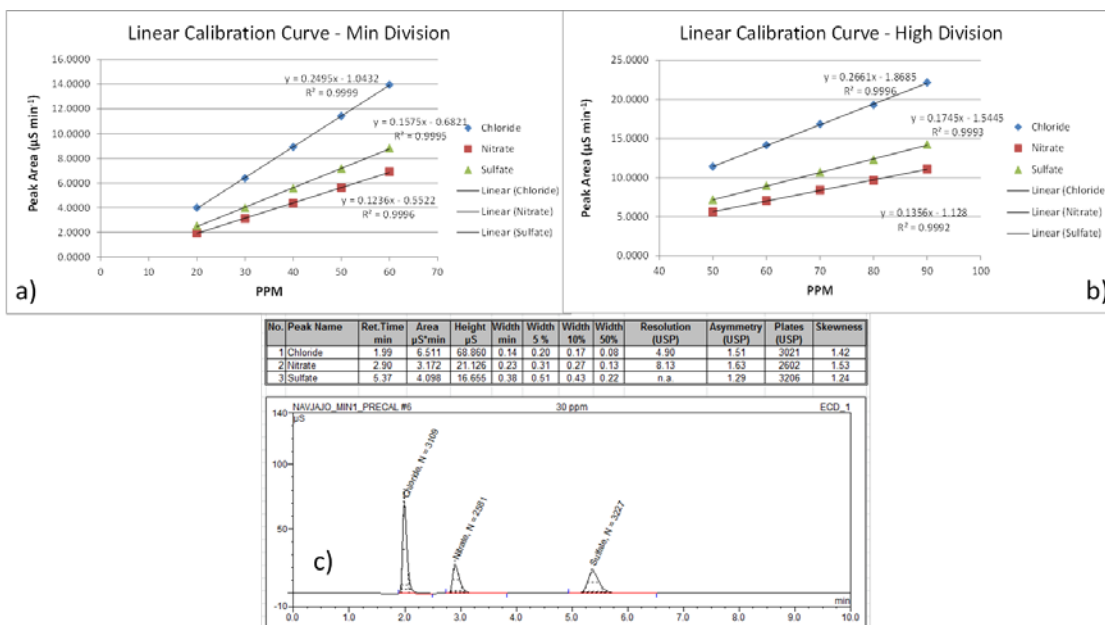 Linear Calibration Curve - Min Division
16.0000
14.0000
12.0000
10.0000
8.0000
6.0000
4.0000
2.0000
0.0000
Peak Area (µS min⁻¹)
0 10 20 30 40 50 60 70
PPM
y = 0.2495x - 1.0432
R² = 0.9999
y = 0.1575x - 0.6821
R² = 0.9995
y = 0.1236x - 0.5522
R² = 0.9996
Chloride
Nitrate
Sulfate
Linear (Chloride)
Linear (Nitrate)
Linear (Sulfate)
a)
Linear Calibration Curve - High Division
25.0000
20.0000
15.0000
10.0000
5.0000
0.0000
Peak Area (µS min⁻¹)
40 50 60 70 80 90 100
PPM
y = 0.2661x - 1.8685
R² = 0.9996
y = 0.1745x - 1.5445
R² = 0.9993
y = 0.1356x - 1.128
R² = 0.9992
Chloride
Nitrate
Sulfate
Linear (Chloride)
Linear (Nitrate)
Linear (Sulfate)
b)
No. Peak Name Ret.Time Area Height Width Width Width Width Resolution Asymmetry Plates Skewness
min µS*min µS min 5 % 10% 50% (USP) (USP) (USP)
1 Chloride 1.99 6.511 68.860 0.14 0.20 0.17 0.08 4.90 1.51 3021 1.42
2 Nitrate 2.90 3.172 21.126 0.23 0.31 0.27 0.13 8.13 1.63 2602 1.53
3 Sulfate 5.37 4.098 16.655 0.38 0.51 0.43 0.22 n.a. 1.29 3206 1.24
NAVJAJO_MIN1_PRECAL #6 30 ppm ECD_1
140
µS
100
50
-10
Chloride, N = 3109
Nitrate, N = 2581
Sulfate, N = 3227
c)
min
0.0 1.0 2.0 3.0 4.0 5.0 6.0 7.0 8.0 9.0 10.0